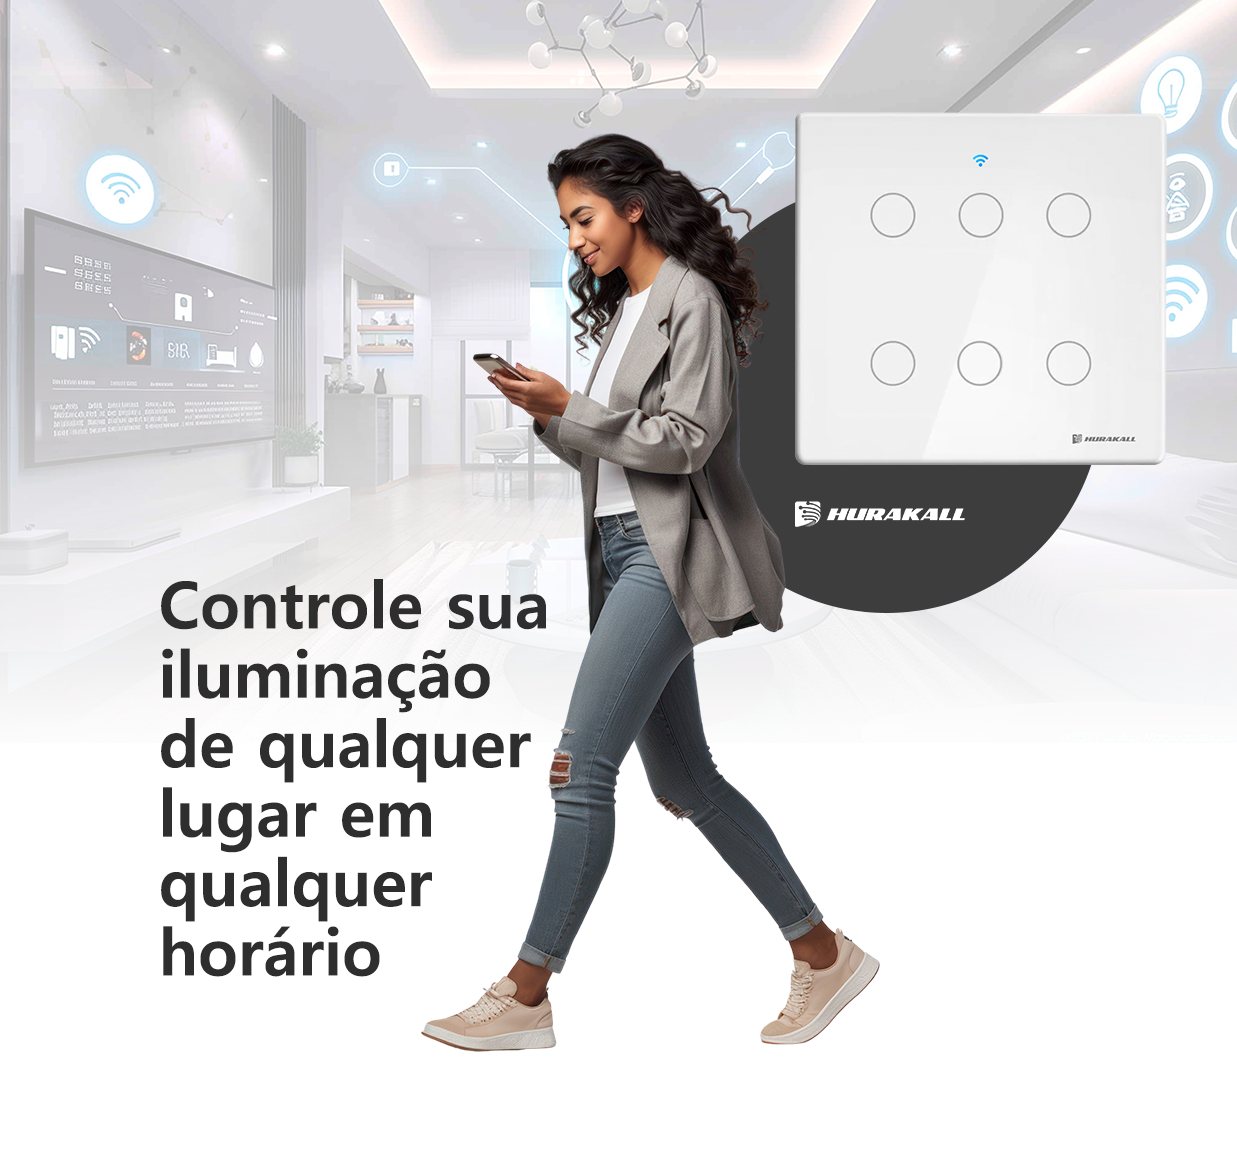 HURAKALL
HURAKALL
Controle sua
iluminação
de qualquer
lugar em
qualquer
horário